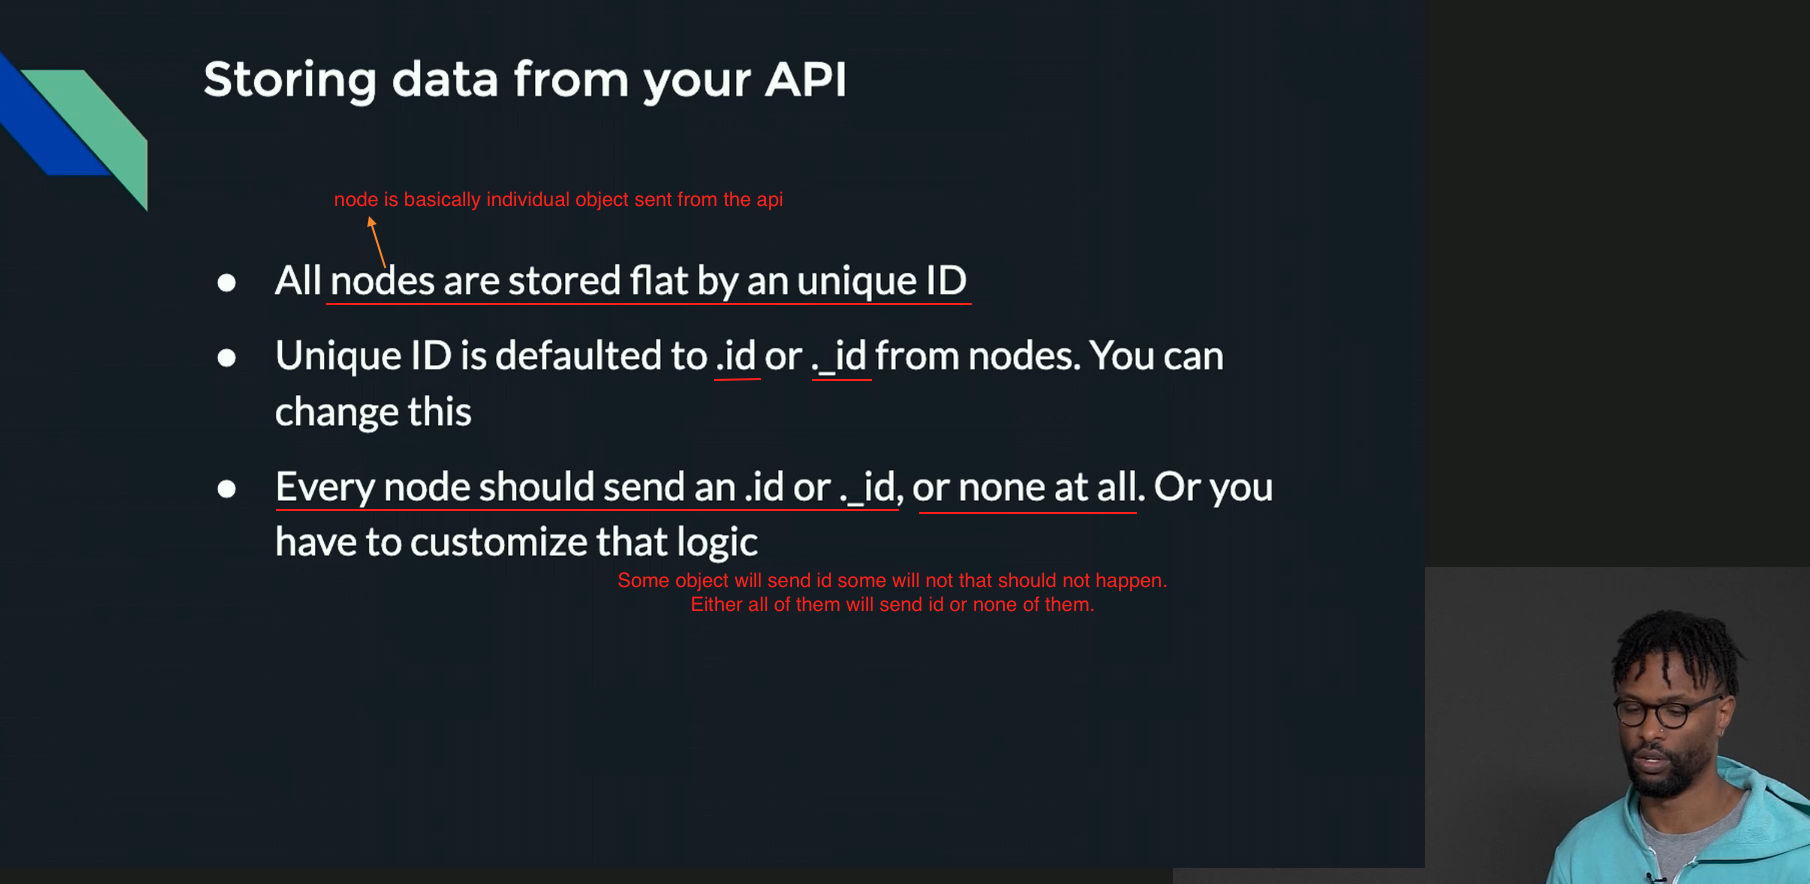 Storing data from your API
node is basically individual object sent from the api
All nodes are stored flat by an unique ID
Unique ID is defaulted to .id or ._id from nodes. You can
change this
Every node should send an .id or ._id, or none at all. Or you
have to customize that logic
Some object will send id some will not that should not happen.
Either all of them will send id or none of them.